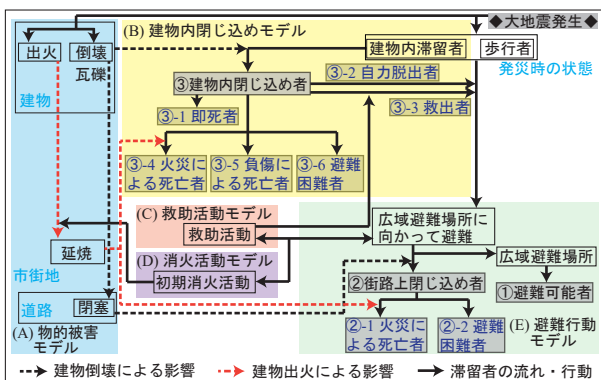 ◆大地震発生◆
(B) 建物内閉じ込めモデル
出火
倒壊
瓦礫
建物
建物内滞留者
歩行者
発災時の状態
③-2 自力脱出者
③建物内閉じ込め者
③-3 救出者
③-1 即死者
③-4 火災に
よる死亡者
③-5 負傷に
よる死亡者
③-6 避難
困難者
(C) 救助活動モデル
救助活動
広域避難場所に
向かって避難
延焼
(D) 消火活動モデル
初期消火活動
広域避難場所
市街地
②街路上閉じ込め者
①避難可能者
道路
閉塞
(A) 物的被害
モデル
②-1 火災に
よる死亡者
②-2 避難
困難者
(E) 避難行動
モデル
建物倒壊による影響
建物出火による影響
滞留者の流れ・行動